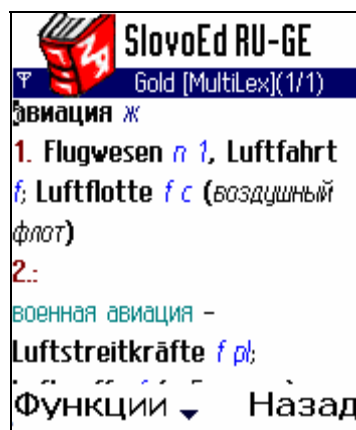 SlovoEd RU-GE
Gold [MultiLex](1/1)
авиация ж
1. Flugwesen n 1, Luftfahrt
f; Luftflotte f c (воздушный
флот)
2.:
военная авиация –
Luftstreitkräfte f pl;
Функции Назад